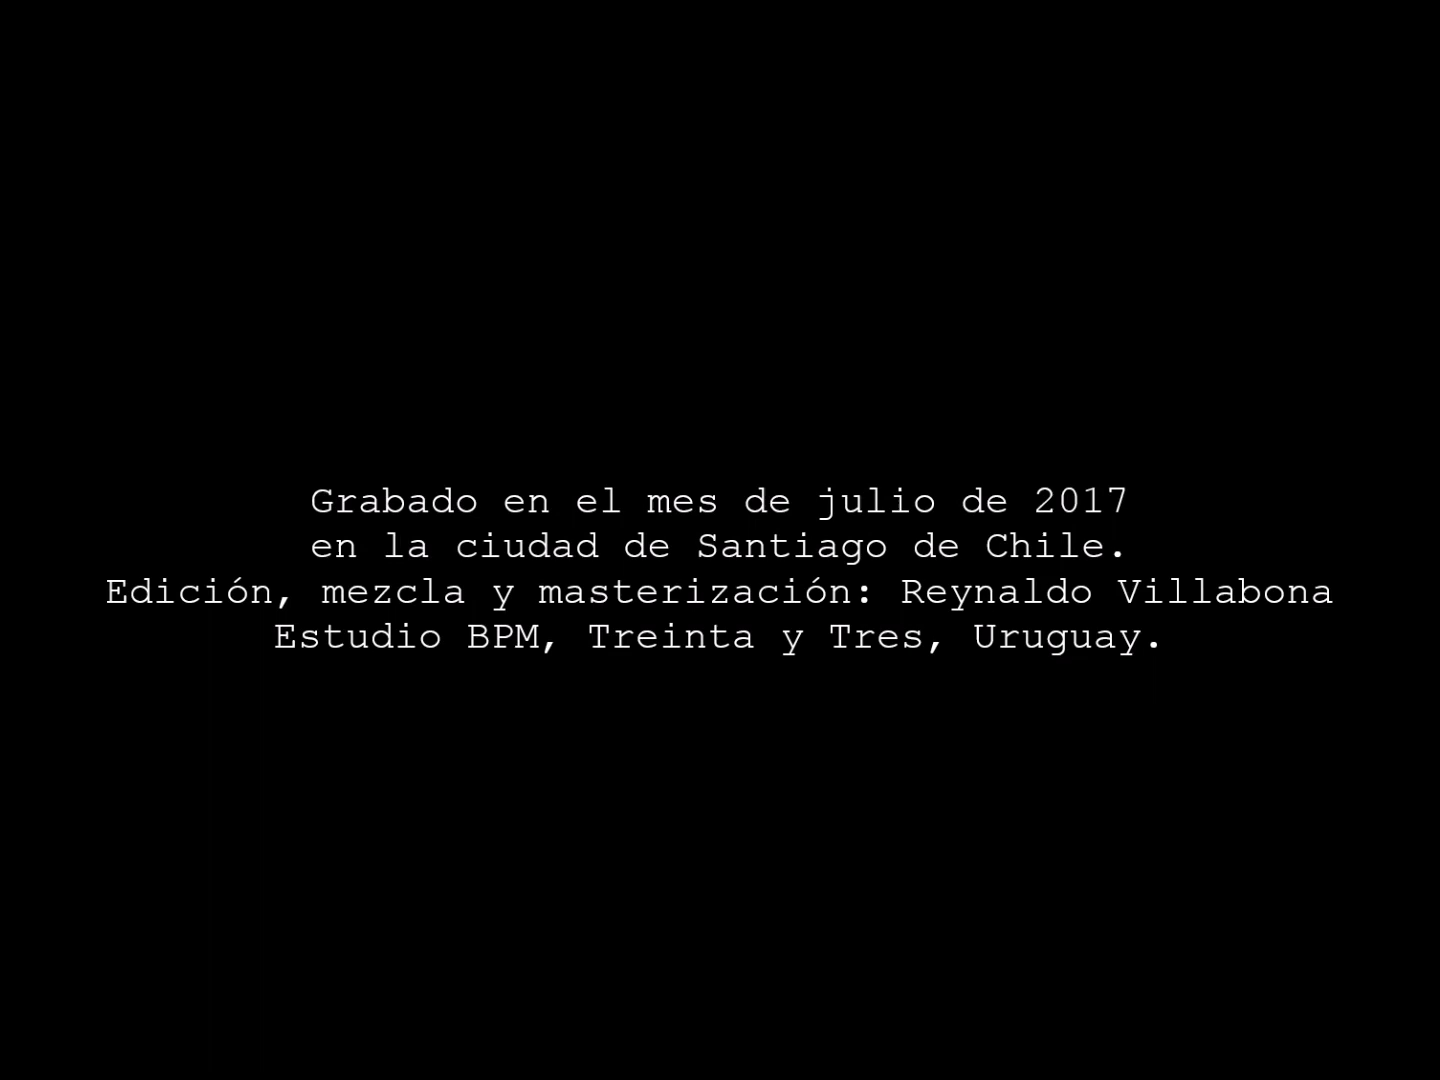 Grabado en el mes de julio de 2017
en la ciudad de Santiago de Chile.
Edición, mezcla y masterización: Reynaldo Villabona
Estudio BPM, Treinta y Tres, Uruguay.